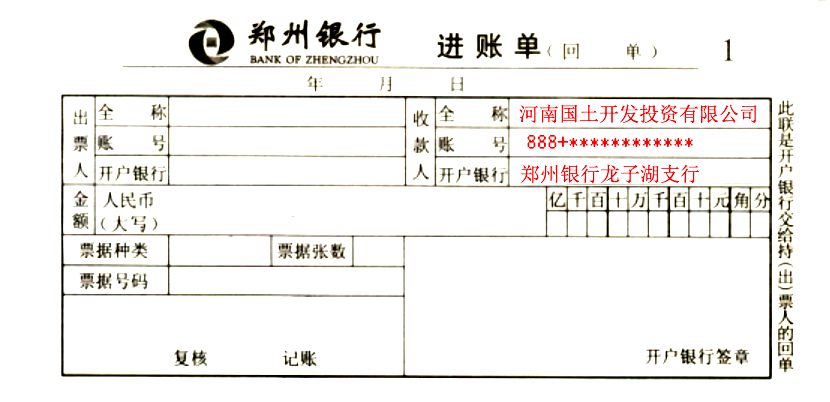 郑州银行
BANK OF ZHENGZHOU
进账单（回 单） 1
年 月 日
出票人 全 称 收款人 全 称 河南国土开发投资有限公司
账 号 账 号 888+************
开户银行 开户银行 郑州银行龙子湖支行
金额 人民币（大写） 亿 千 百 十 万 千 百 十 元 角 分
票据种类 票据张数
票据号码
复核 记账 开户银行签章
此联是开户银行交给持（出）票人的回单